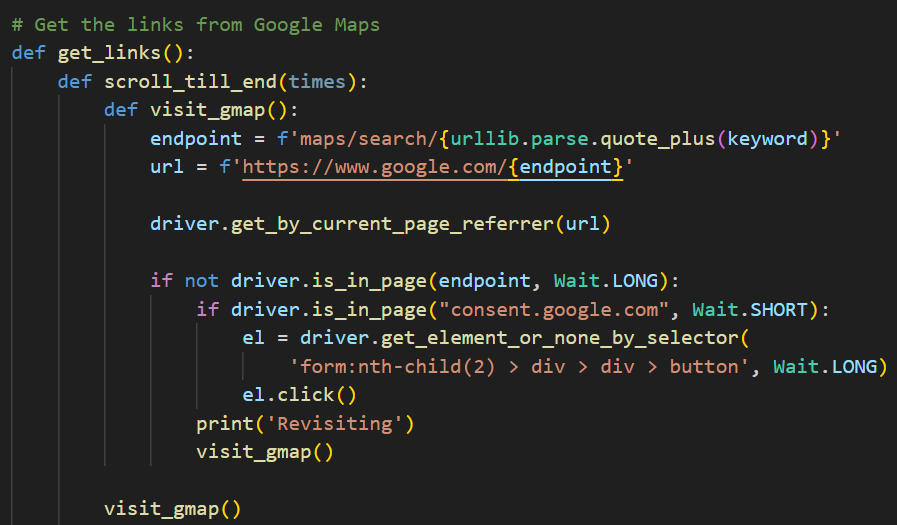 # Get the links from Google Maps
def get_links():
    def scroll_till_end(times):
        def visit_gmap():
            endpoint = f'maps/search/{urllib.parse.quote_plus(keyword)}'
            url = f'https://www.google.com/{endpoint}'

            driver.get_by_current_page_referrer(url)

            if not driver.is_in_page(endpoint, Wait.LONG):
                if driver.is_in_page("consent.google.com", Wait.SHORT):
                    el = driver.get_element_or_none_by_selector(
                        'form:nth-child(2) > div > div > button', Wait.LONG)
                    el.click()
                print('Revisiting')
                visit_gmap()

        visit_gmap()